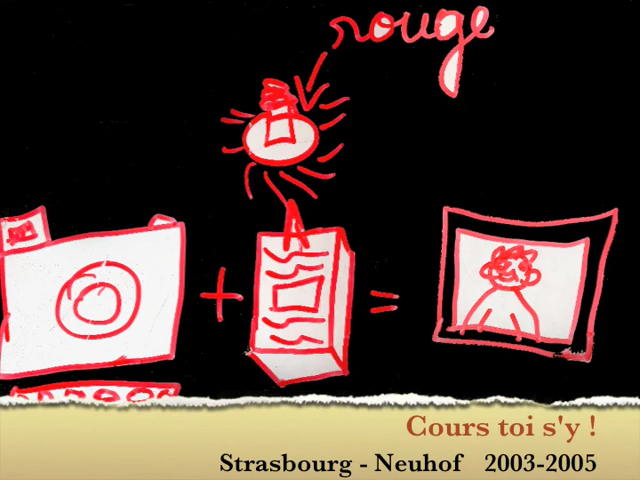 rouge
+
=
Cours toi s'y !
Strasbourg - Neuhof 2003-2005